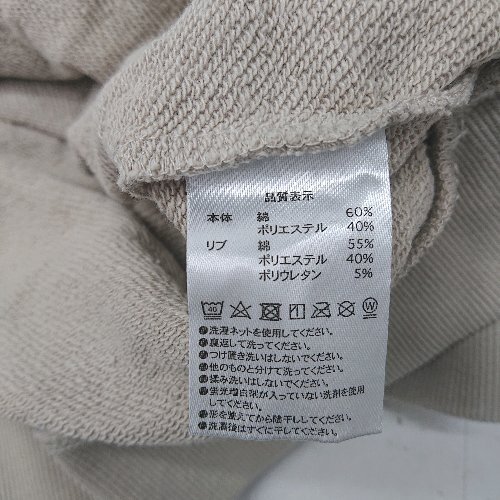 品質表示
本体 綿 60%
ポリエステル 40%
リブ 綿 55%
ポリエステル 40%
ポリウレタン 5%
40 W
●洗濯ネットを使用してください。
●裏返して洗ってください。
●つけ置き洗いはしないでください。
●他のものと分けて洗ってください。
●揉み洗いはしないでください。
●蛍光増白剤が入っていない洗剤を使用
してください。
●形を整えてから陰干ししてください。
●洗濯後はすぐに干してください。